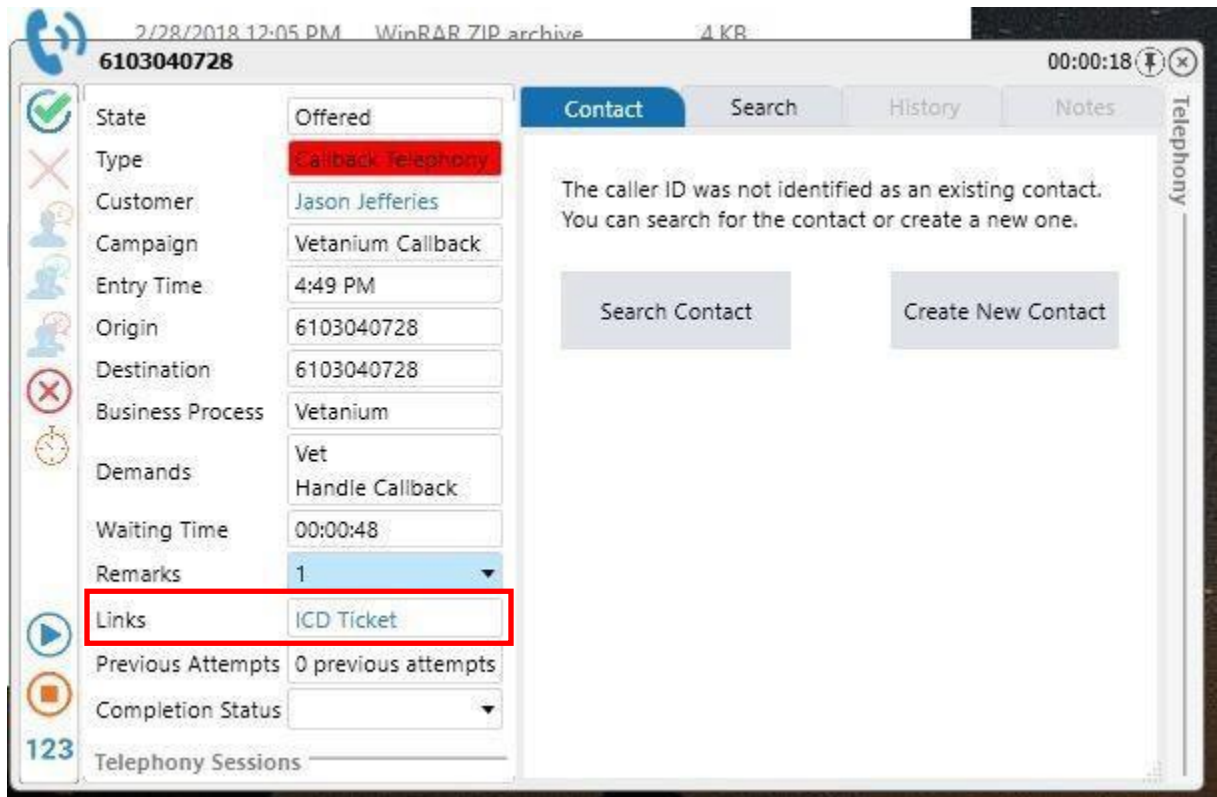 2/28/2018 12:05 PM WinRAR ZIP archive 4 KB
6103040728 00:00:18
Contact Search History Notes
Telephony
State Offered
Type Callback Telephony
Customer Jason Jefferies
Campaign Vetanium Callback
Entry Time 4:49 PM
Origin 6103040728
Destination 6103040728
Business Process Vetanium
Demands Vet
Handle Callback
Waiting Time 00:00:48
Remarks 1
Links ICD Ticket
Previous Attempts 0 previous attempts
Completion Status
123
Telephony Sessions
The caller ID was not identified as an existing contact.
You can search for the contact or create a new one.
Search Contact Create New Contact